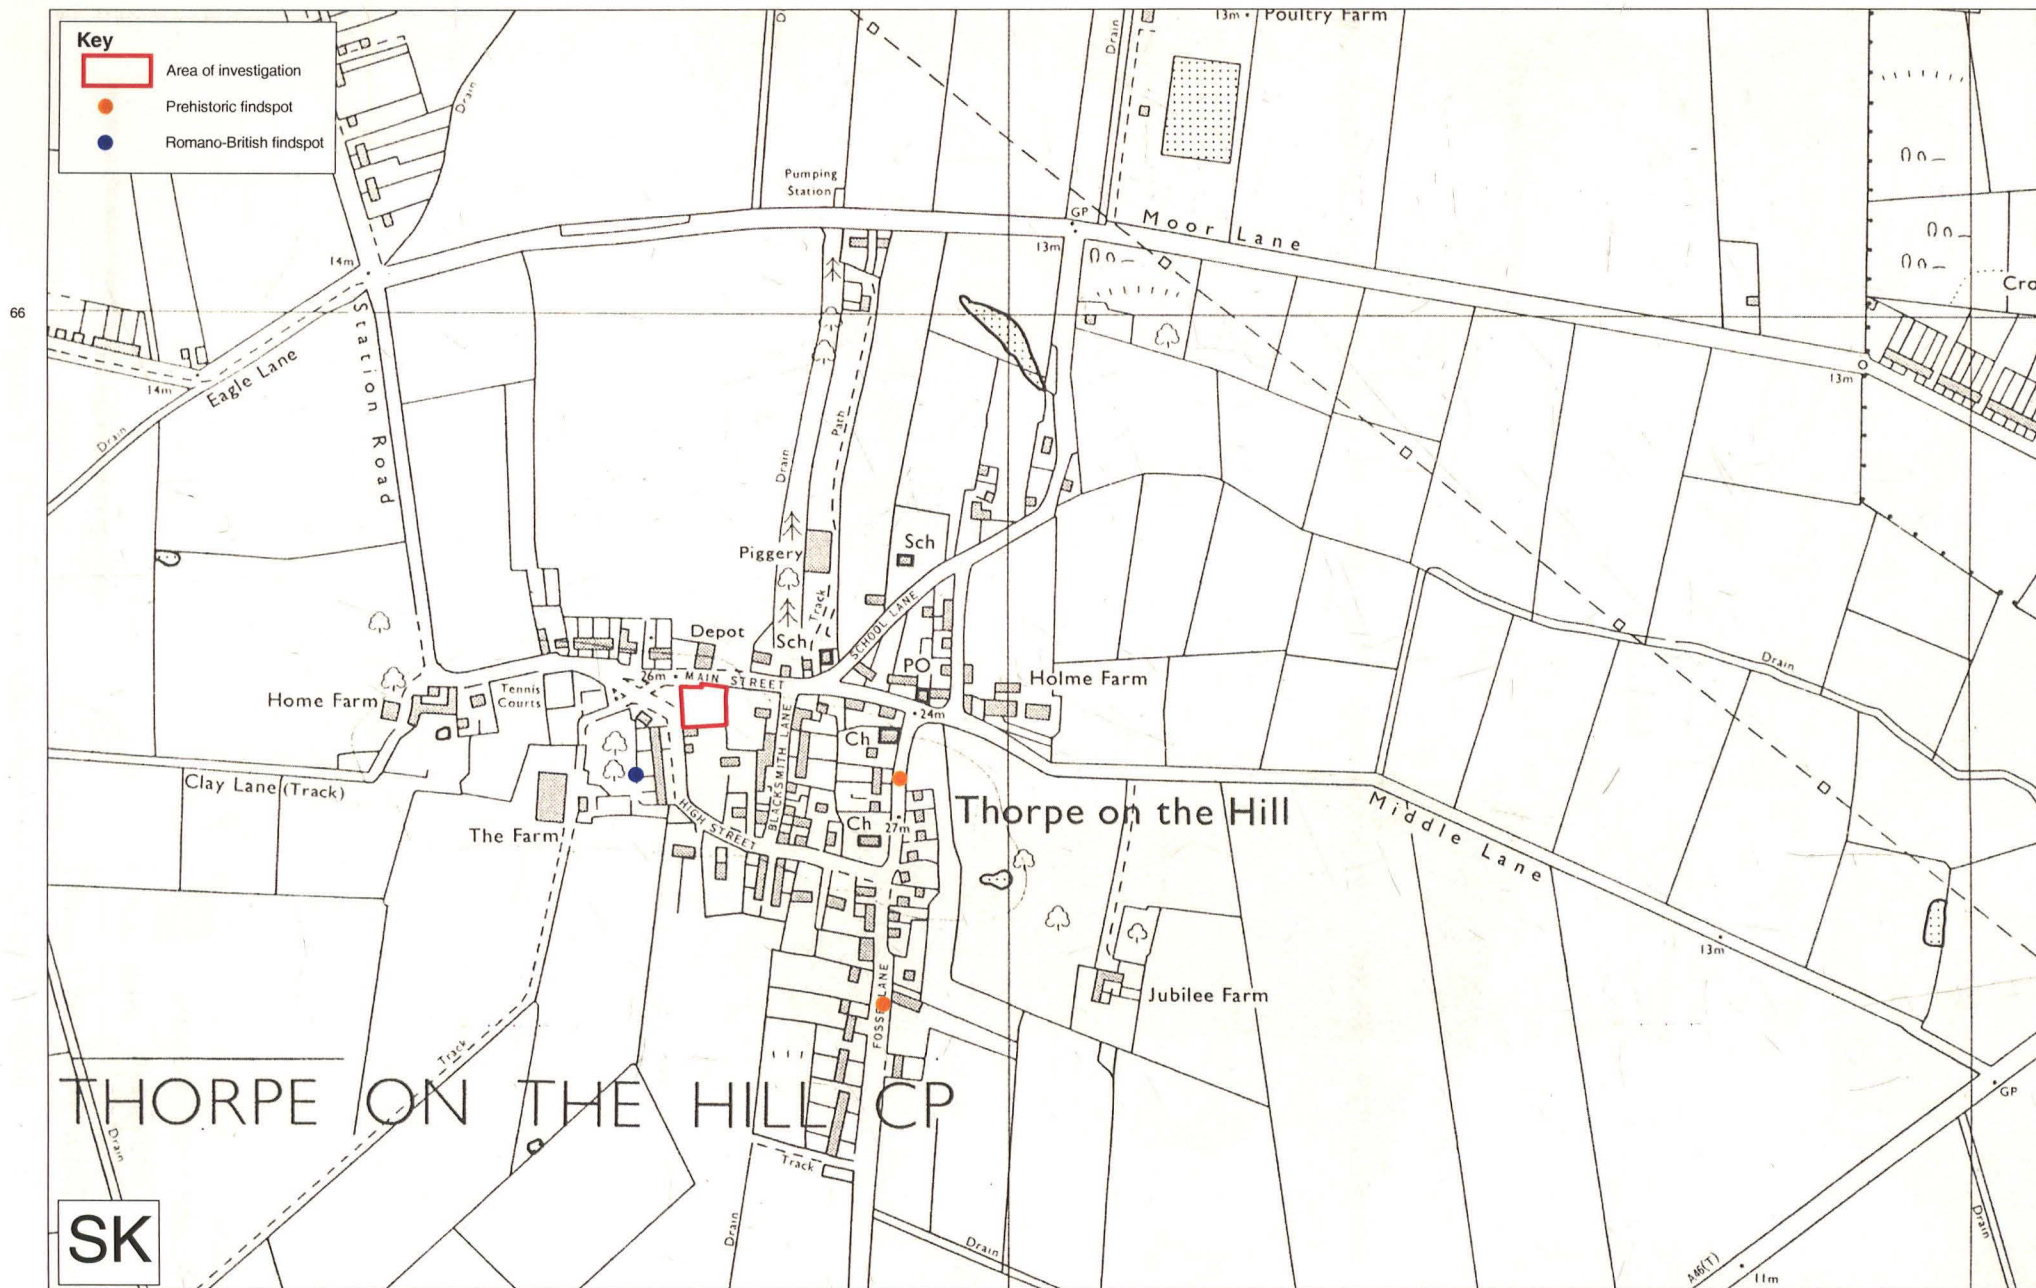 Key
Area of investigation
Prehistoric findspot
Romano-British findspot
13m
Poultry Farm
D
Drain
Drain
Pumping
Station
GP
Moor Lane
13m
14m
66
Cro
Station Road
Eagle Lane
14m
13m
Drain
Path
Drain
Piggery
Sch
Track
SCHOOL LANE
Depot
Sch
PO
26m
MAIN STREET
Holme Farm
Drain
Home Farm
Tennis
Courts
24m
BLACKSMITH LANE
Ch
Clay Lane (Track)
Thorpe on the Hill
Middle Lane
HIGH STREET
Ch
27m
The Farm
13m
FOSSE LANE
Jubilee Farm
Track
THORPE ON THE HILL CP
GP
Drain
Track
SK
Drain
Drain
Drain
A46(T)
11m